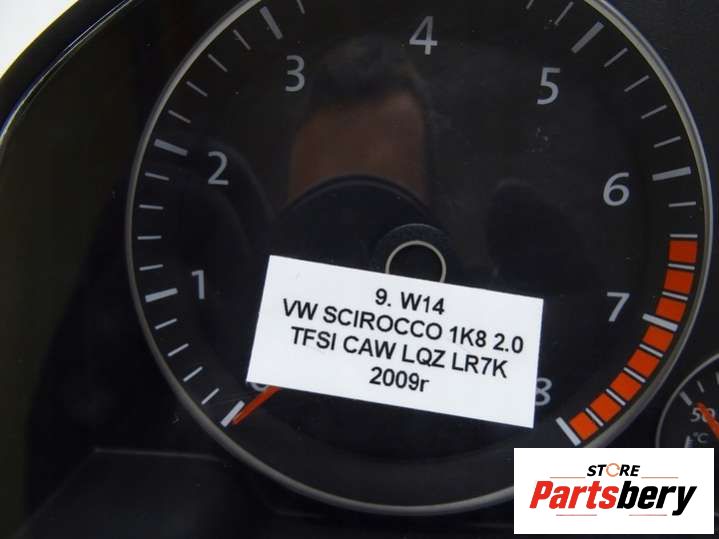 4
3
5
2
6
1
7
8
9. W14
VW SCIROCCO 1K8 2.0
TFSI CAW LQZ LR7K
2009r
50
°C
STORE
Partsbery